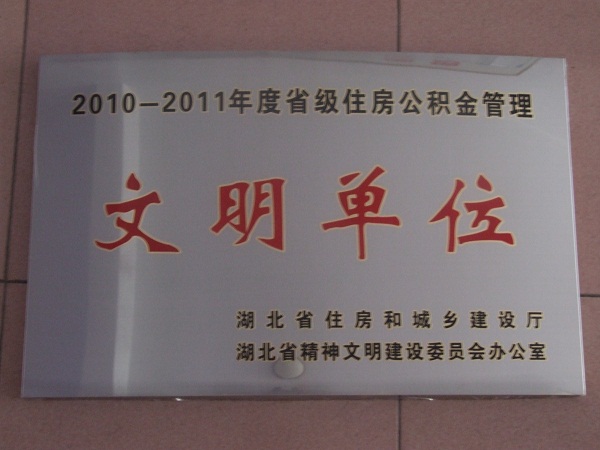 2010—2011年度省级住房公积金管理
文明单位
湖北省住房和城乡建设厅
湖北省精神文明建设委员会办公室